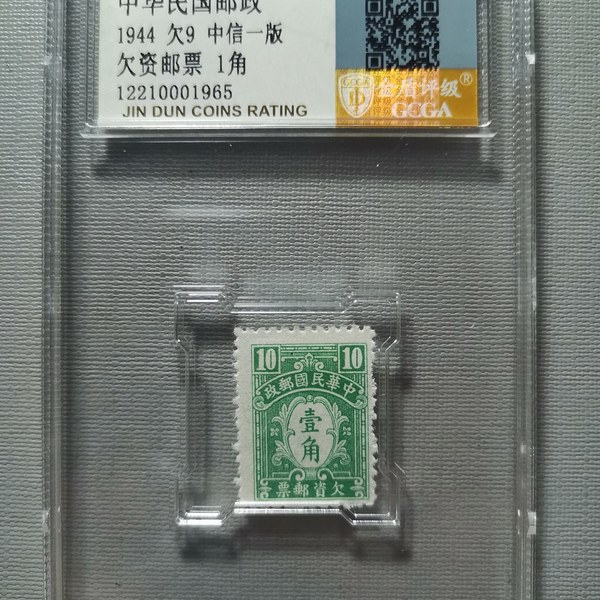 中华民国邮政
1944 欠9 中信一版
欠资邮票 1角
12210001965
JIN DUN COINS RATING
金盾评级
GCGA
10 10
政郵國民華中
壹角
票郵資欠